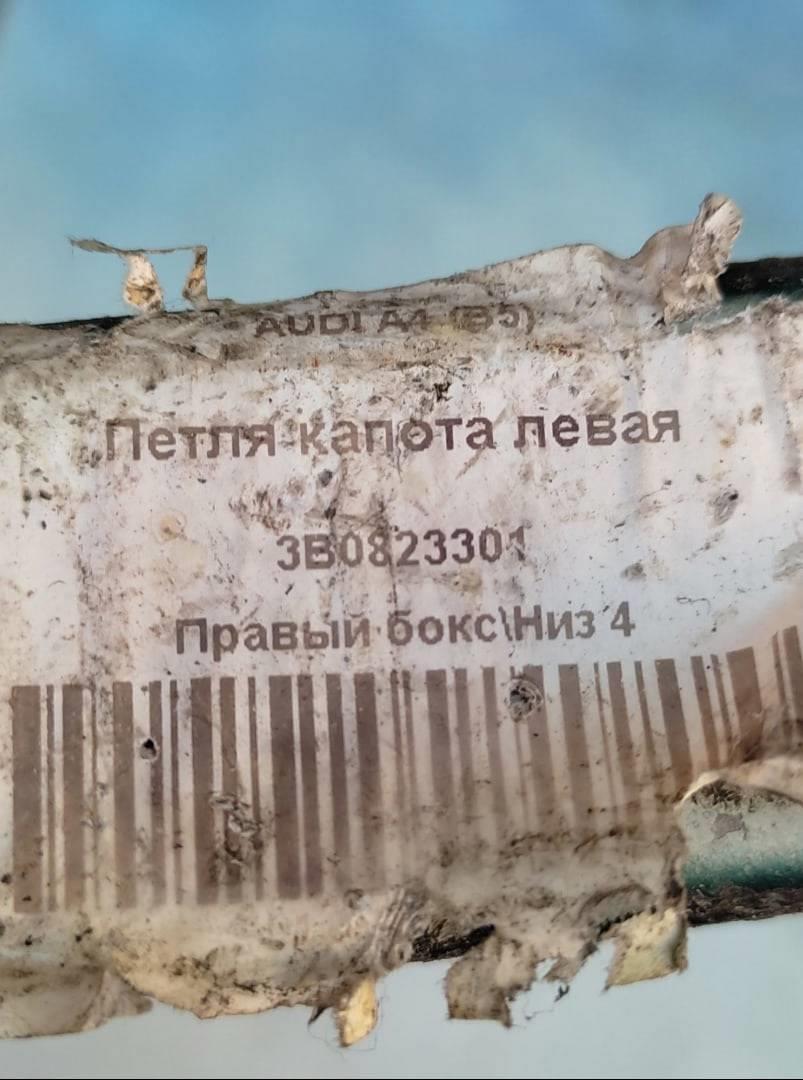 AUDI A4 (B5)
Петля капота левая
3B0823301
Правый бокс\Низ 4